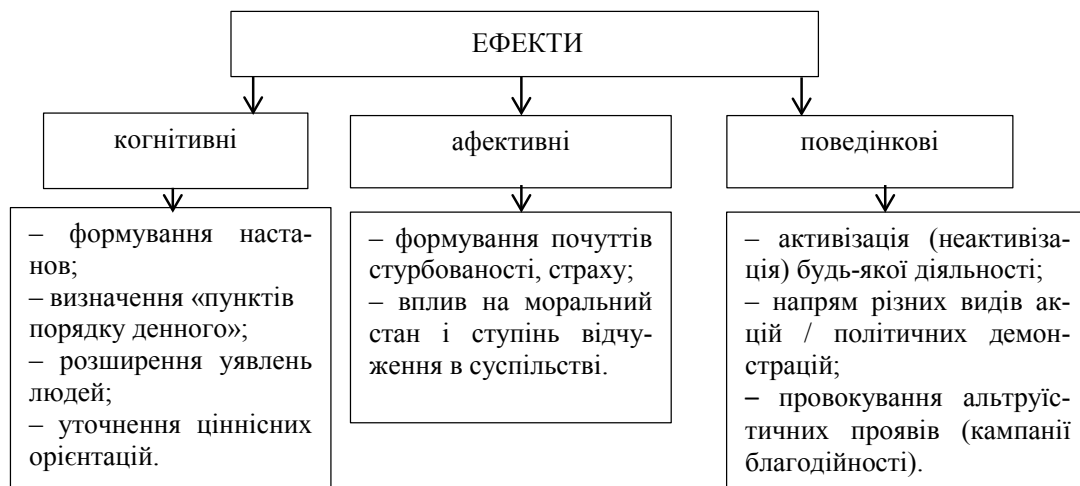 ЕФЕКТИ
когнітивні
афективні
поведінкові
– формування наста-
нов;
– визначення «пунктів
порядку денного»;
– розширення уявлень
людей;
– уточнення ціннісних
орієнтацій.
– формування почуттів
стурбованості, страху;
– вплив на моральний
стан і ступінь відчу-
ження в суспільстві.
– активізація (неактивіза-
ція) будь-якої діяльності;
– напрям різних видів ак-
цій / політичних демон-
страцій;
– провокування альтруїс-
тичних проявів (кампанії
благодійності).